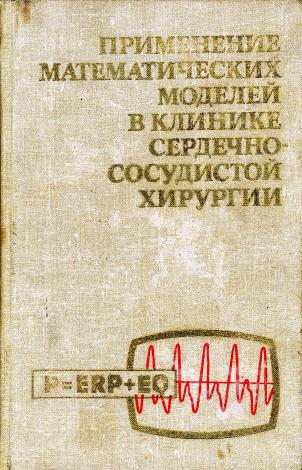 ПРИМЕНЕНИЕ
МАТЕМАТИЧЕСКИХ
МОДЕЛЕЙ
В КЛИНИКЕ
СЕРДЕЧНО-
СОСУДИСТОЙ
ХИРУРГИИ
P=ERP+EQ